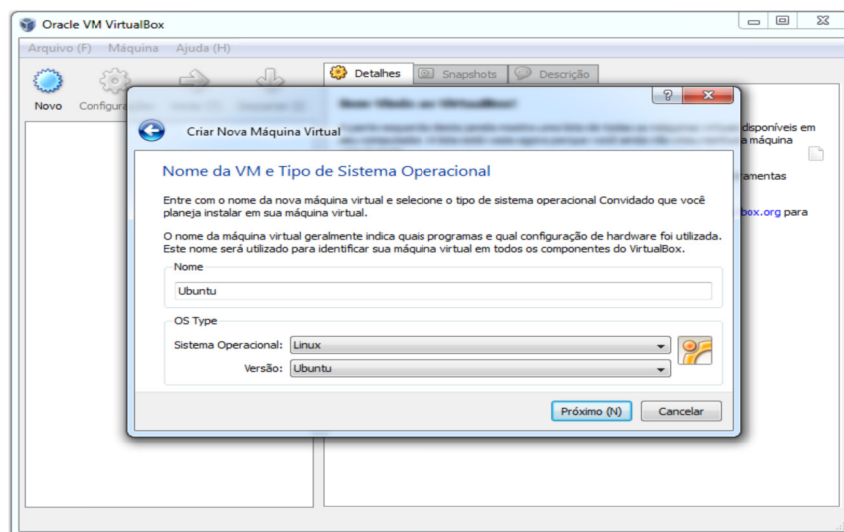 Oracle VM VirtualBox
Arquivo (F) Máquina Ajuda (H)
Novo
Detalhes Snapshots Descrição
disponíveis em
a máquina
ramentas
box.org para
Criar Nova Máquina Virtual
Nome da VM e Tipo de Sistema Operacional
Entre com o nome da nova máquina virtual e selecione o tipo de sistema operacional Convidado que você
planeja instalar em sua máquina virtual.
O nome da máquina virtual geralmente indica quais programas e qual configuração de hardware foi utilizada.
Este nome será utilizado para identificar sua máquina virtual em todos os componentes do VirtualBox.
Nome
Ubuntu
OS Type
Sistema Operacional: Linux
Versão: Ubuntu
Próximo (N) Cancelar